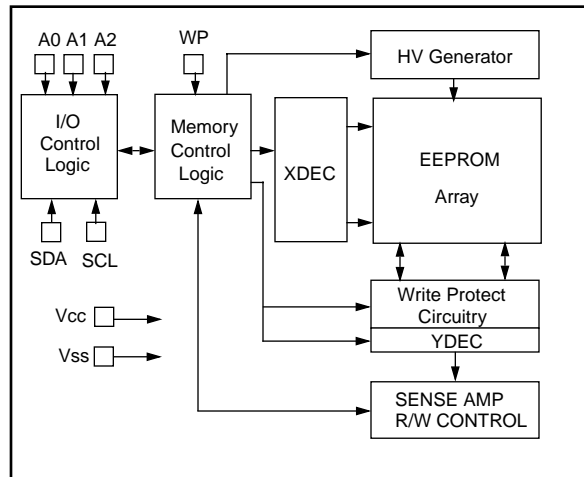 A0 A1 A2
WP
HV Generator
I/O
Control
Logic
Memory
Control
Logic
XDEC
EEPROM
Array
SDA
SCL
Write Protect
Circuitry
YDEC
Vcc
Vss
SENSE AMP
R/W CONTROL